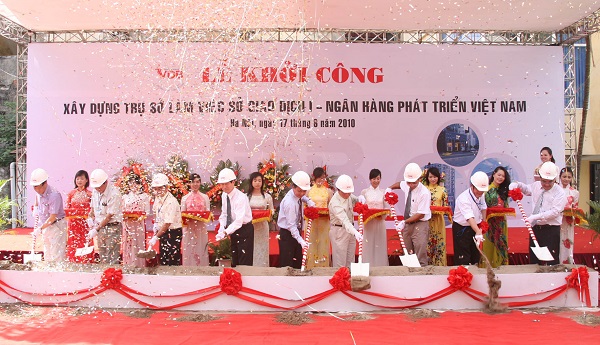 VDB LỄ KHỞI CÔNG
XÂY DỰNG TRỤ SỞ LÀM VIỆC SỞ GIAO DỊCH I - NGÂN HÀNG PHÁT TRIỂN VIỆT NAM
Hà Nội, ngày 17 tháng 6 năm 2010